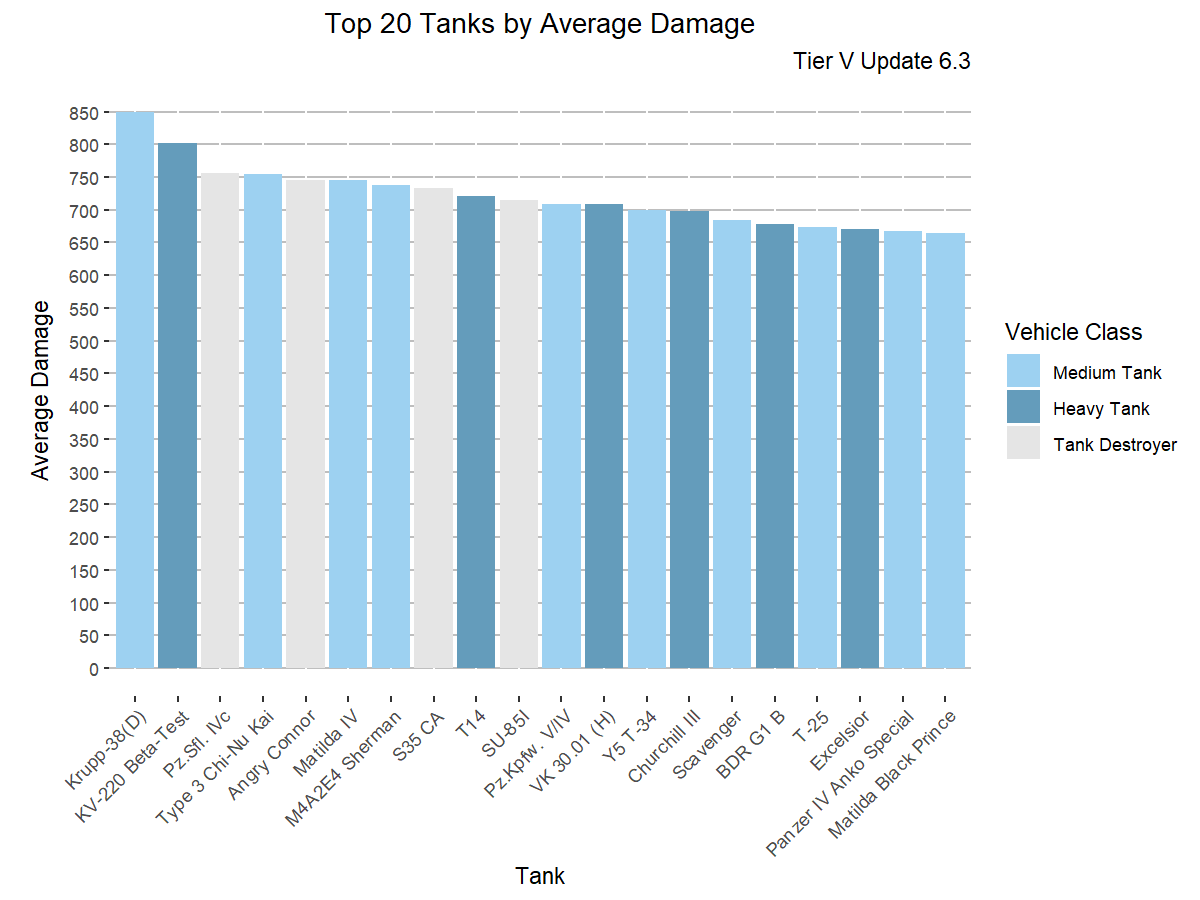 Top 20 Tanks by Average Damage
Tier V Update 6.3
Average Damage
850
800
750
700
650
600
550
500
450
400
350
300
250
200
150
100
50
0
Krupp-38(D)
KV-220 Beta-Test
Pz.Sfl. IVc
Type 3 Chi-Nu Kai
Angry Connor
Matilda IV
M4A2E4 Sherman
S35 CA
T14
SU-85I
Pz.Kpfw. V/IV
VK 30.01 (H)
Y5 T-34
Churchill III
Scavenger
BDR G1 B
T-25
Excelsior
Panzer IV Anko Special
Matilda Black Prince
Tank
Vehicle Class
Medium Tank
Heavy Tank
Tank Destroyer